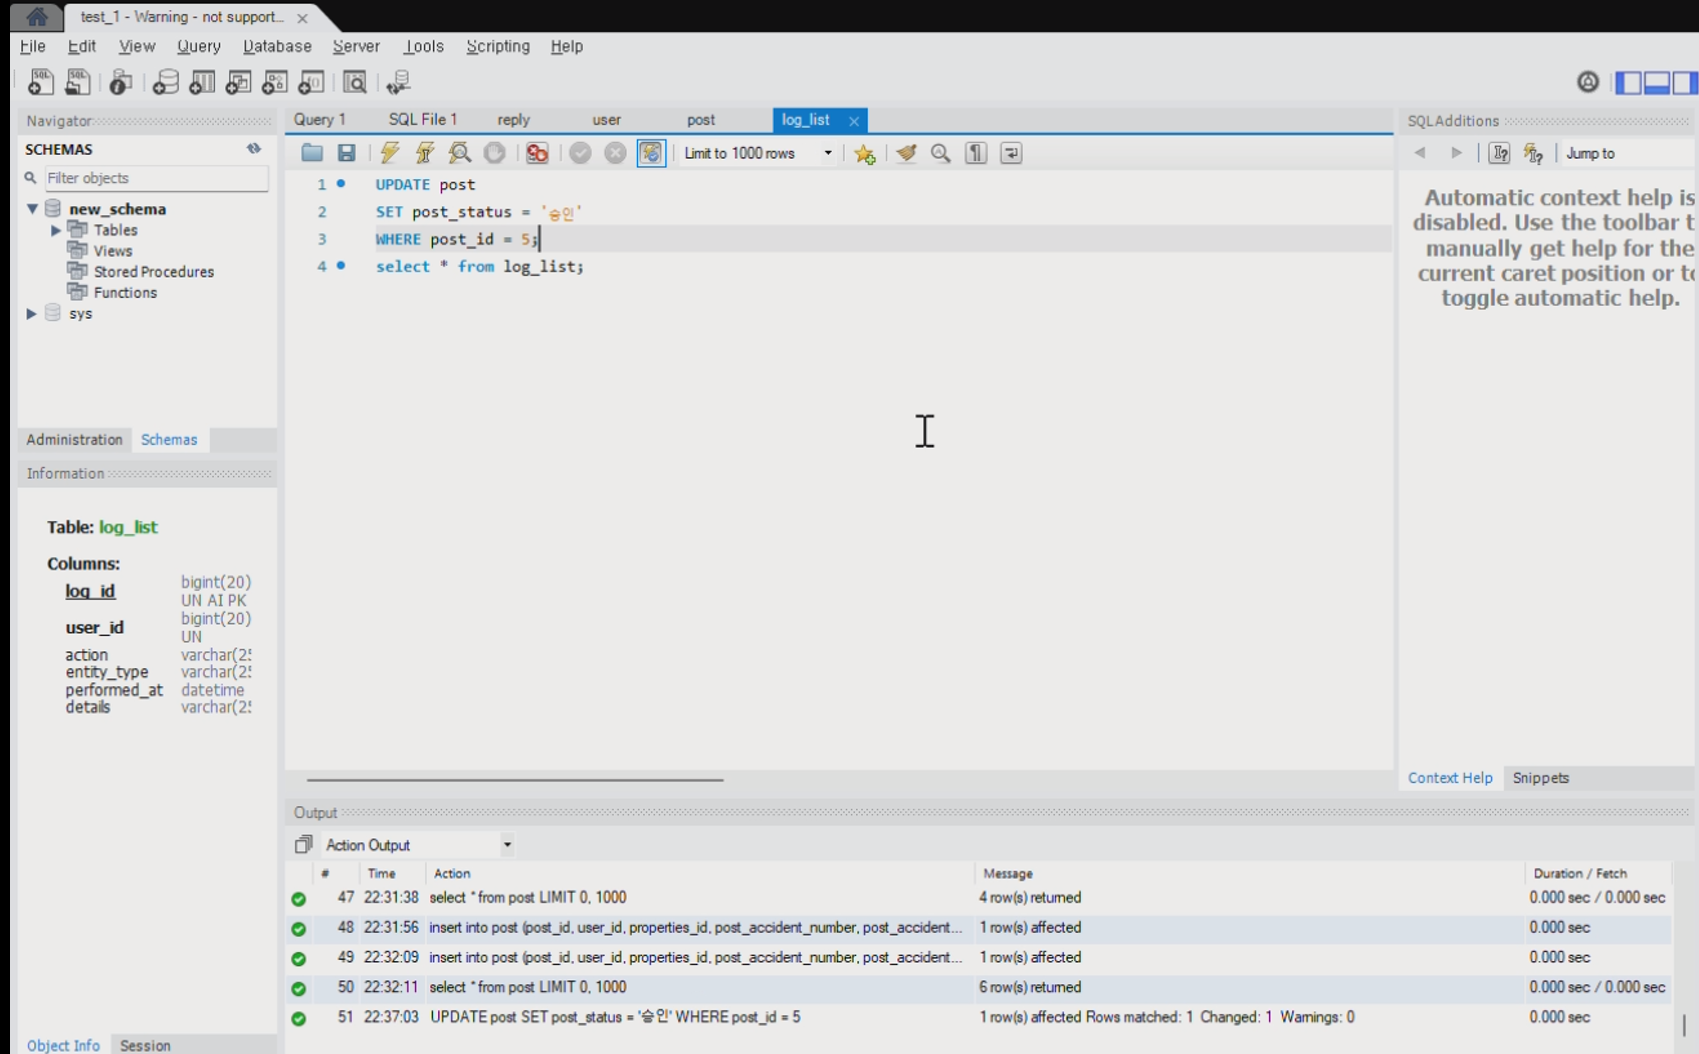 test_1 - Warning - not support...
File Edit View Query Database Server Tools Scripting Help
Navigator
SCHEMAS
Filter objects
new_schema
Tables
Views
Stored Procedures
Functions
sys
Administration Schemas
Information
Table: log_list
Columns:
log_id bigint(20) UN AI PK
user_id bigint(20) UN
action varchar(2
entity_type varchar(2
performed_at datetime
details varchar(2
Object Info Session
Query 1 SQL File 1 reply user post log_list
Limit to 1000 rows
1 UPDATE post
2 SET post_status = '승인'
3 WHERE post_id = 5;
4 select * from log_list;
SQLAdditions
Jump to
Automatic context help is
disabled. Use the toolbar t
manually get help for the
current caret position or to
toggle automatic help.
Context Help Snippets
Output
Action Output
# Time Action Message Duration / Fetch
47 22:31:38 select * from post LIMIT 0, 1000 4 row(s) returned 0.000 sec / 0.000 sec
48 22:31:56 insert into post (post_id, user_id, properties_id, post_accident_number, post_accident... 1 row(s) affected 0.000 sec
49 22:32:09 insert into post (post_id, user_id, properties_id, post_accident_number, post_accident... 1 row(s) affected 0.000 sec
50 22:32:11 select * from post LIMIT 0, 1000 6 row(s) returned 0.000 sec / 0.000 sec
51 22:37:03 UPDATE post SET post_status = '승인' WHERE post_id = 5 1 row(s) affected Rows matched: 1 Changed: 1 Warnings: 0 0.000 sec